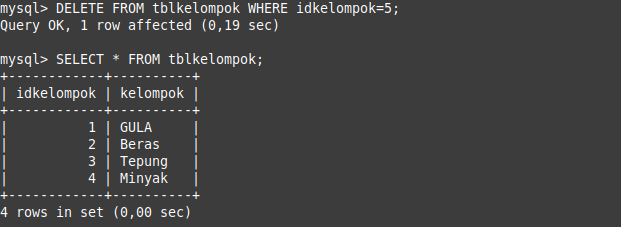 mysql> DELETE FROM tblkelompok WHERE idkelompok=5;
Query OK, 1 row affected (0,19 sec)
mysql> SELECT * FROM tblkelompok;
+------------+----------+
| idkelompok | kelompok |
+------------+----------+
|          1 | GULA     |
|          2 | Beras    |
|          3 | Tepung   |
|          4 | Minyak   |
+------------+----------+
4 rows in set (0,00 sec)